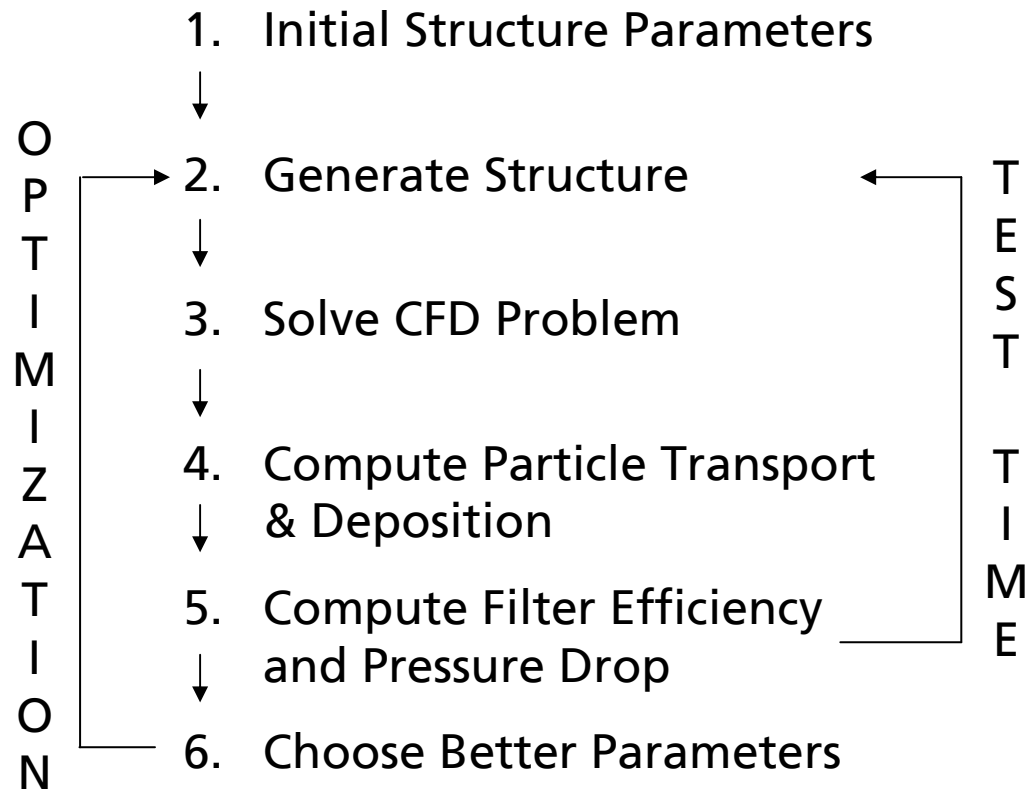 1. Initial Structure Parameters
2. Generate Structure
3. Solve CFD Problem
4. Compute Particle Transport
& Deposition
5. Compute Filter Efficiency
and Pressure Drop
6. Choose Better Parameters
OPTIMIZATION
TEST TIME